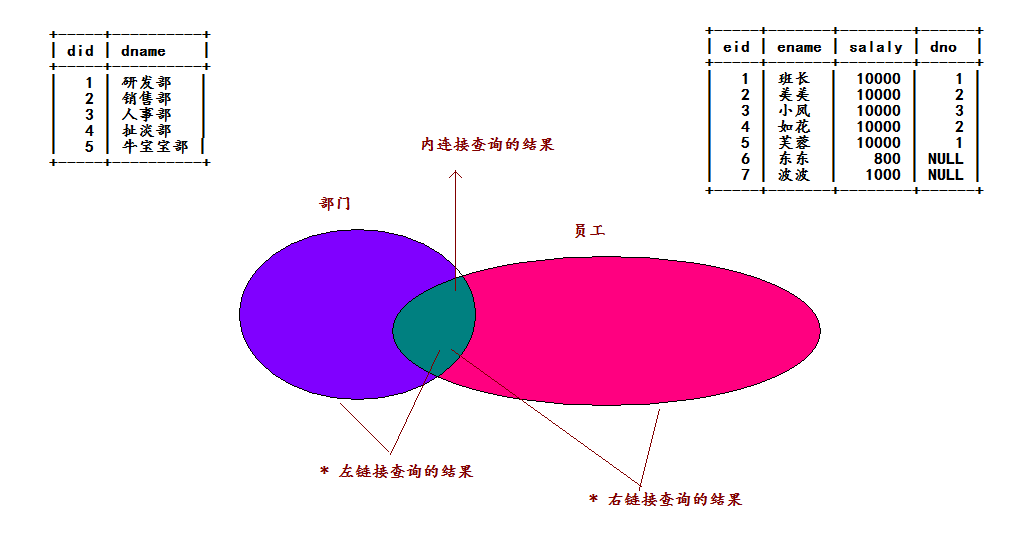 +-----+----------+
| did | dname    |
+-----+----------+
|   1 | 研发部   |
|   2 | 销售部   |
|   3 | 人事部   |
|   4 | 扯淡部   |
|   5 | 牛宝宝部 |
+-----+----------+
+-----+-------+--------+------+
| eid | ename | salaly | dno  |
+-----+-------+--------+------+
|   1 | 班长  |  10000 |    1 |
|   2 | 美美  |  10000 |    2 |
|   3 | 小凤  |  10000 |    3 |
|   4 | 如花  |  10000 |    2 |
|   5 | 芙蓉  |  10000 |    1 |
|   6 | 东东  |    800 | NULL |
|   7 | 波波  |   1000 | NULL |
+-----+-------+--------+------+
内连接查询的结果
部门
员工
* 左链接查询的结果
* 右链接查询的结果